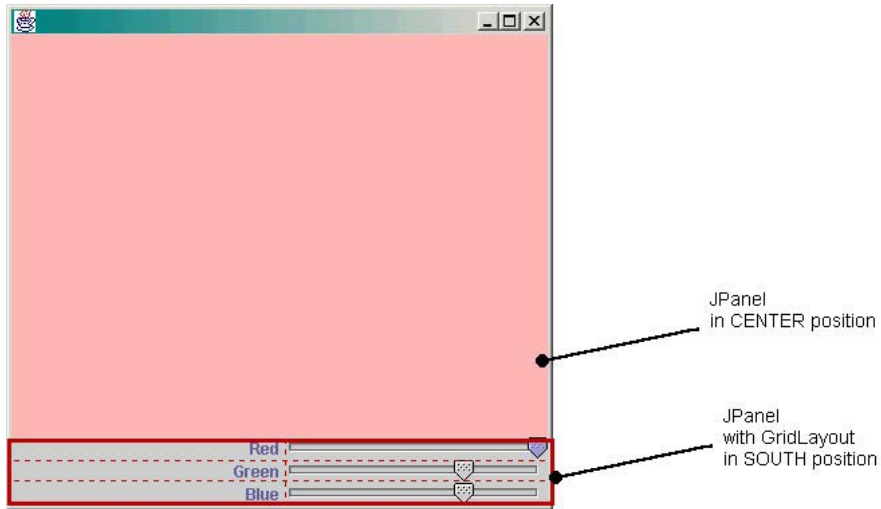 JPanel
in CENTER position
JPanel
with GridLayout
in SOUTH position
Red
Green
Blue